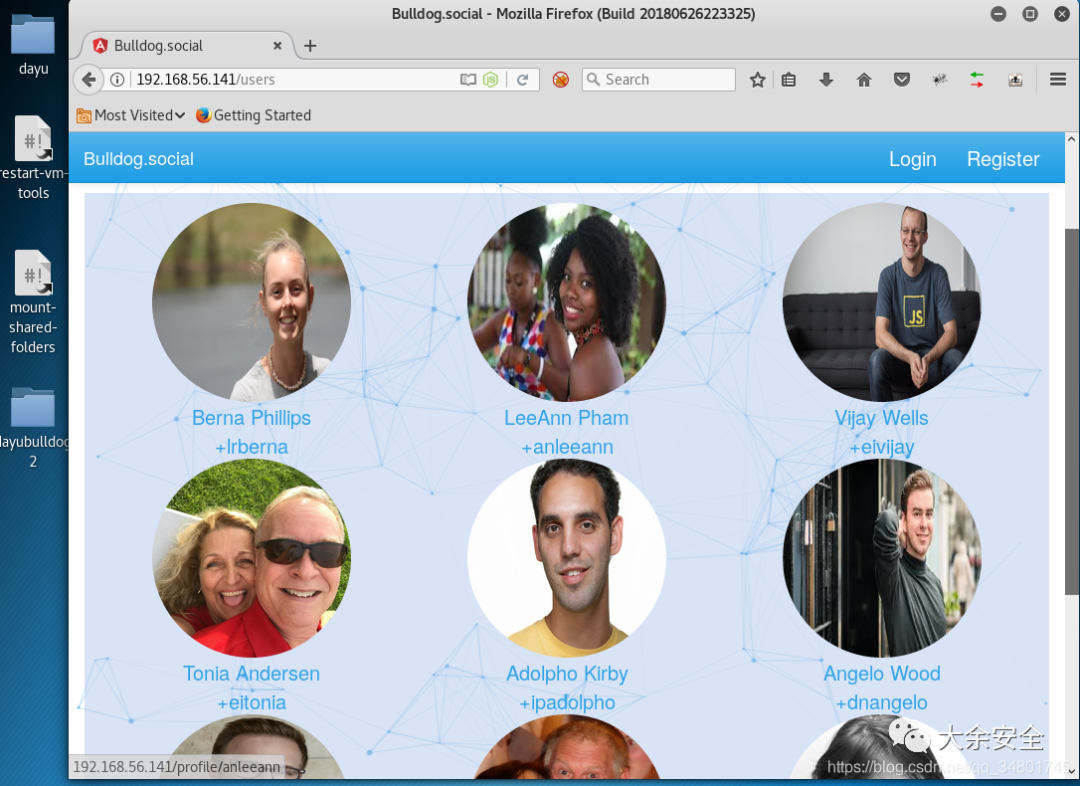 Bulldog.social - Mozilla Firefox (Build 20180626223325)
dayu
restart-vm-
tools
mount-
shared-
folders
dayubulldog
2
Bulldog.social
192.168.56.141/users
Search
Most Visited
Getting Started
Bulldog.social
Login
Register
JS
Berna Phillips
LeeAnn Pham
Vijay Wells
+lrberna
+anleeann
+eivijay
Tonia Andersen
Adolpho Kirby
Angelo Wood
+eitonia
+ipadolpho
+dnangelo
大余安全
192.168.56.141/profile/anleeann
https://blog.csdn.net/qq_34801745